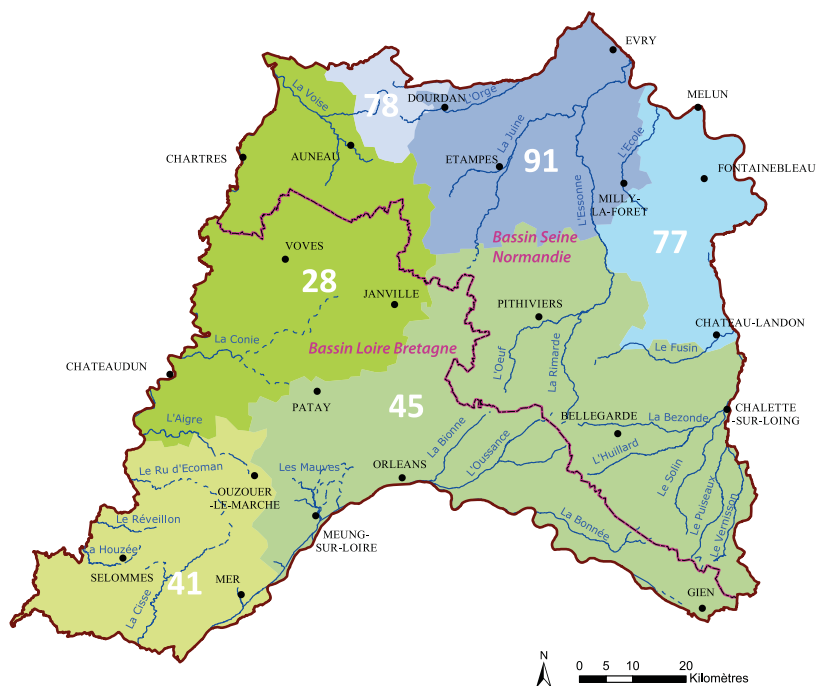 EVRY
78
DOURDAN
L'Orge
La Voise
MELUN
La Juine
L'Ecole
CHARTRES
AUNEAU
ETAMPES
91
FONTAINEBLEAU
L'Essonne
MILLY-
LA-FORET
77
Bassin Seine
Normandie
VOVES
28
JANVILLE
PITHIVIERS
CHATEAU-LANDON
La Conie
Bassin Loire Bretagne
Le Fusin
L'Oeuf
La Rimarde
CHATEAUDUN
PATAY
45
L'Aigre
BELLEGARDE
La Bezonde
CHALETTE
-SUR-LOING
La Bionne
L'Oussance
L'Huillard
Le Ru d'Ecoman
Les Mauves
ORLEANS
Le Solin
Le Puiseaux
Le Vernisson
OUZOUER
-LE-MARCHE
Le Réveillon
MEUNG-
SUR-LOIRE
La Bonnée
La Houzée
SELOMMES
41
MER
La Cisse
GIEN
N
0 5 10 20
Kilomètres